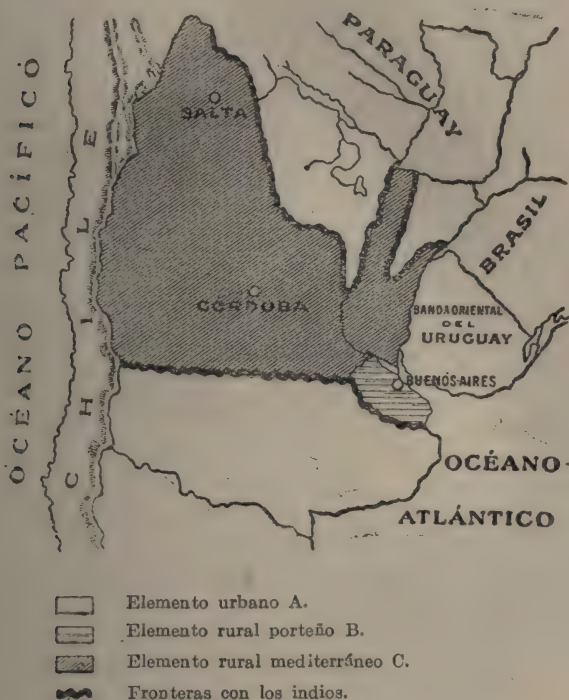 PARAGUAY
OCÉANO PACÍFICO
SALTA
CHILE
BRASIL
CÓRDOBA
BANDA ORIENTAL
DEL
URUGUAY
BUENOS-AIRES
OCÉANO
ATLÁNTICO
Elemento urbano A.
Elemento rural porteño B.
Elemento rural mediterráneo C.
Fronteras con los indios.